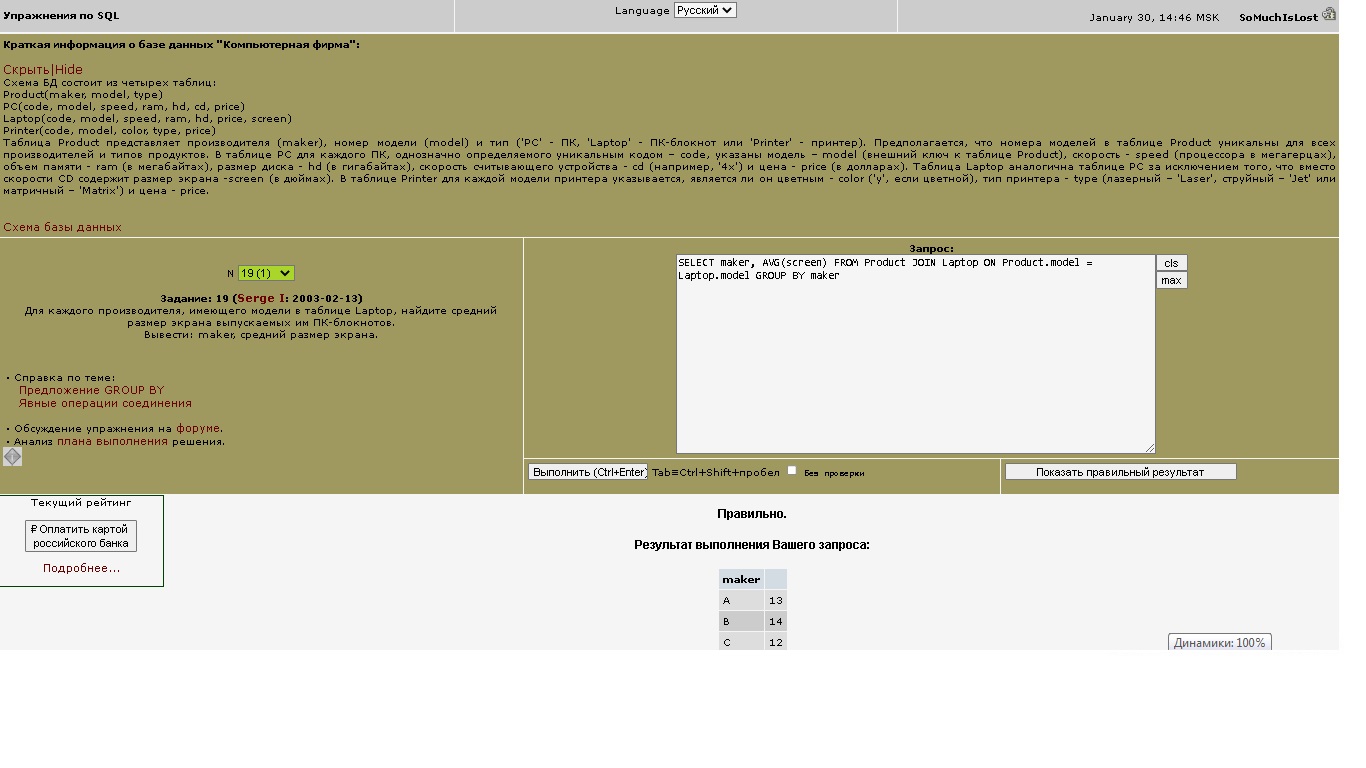 Упражнения по SQL
Language Русский
January 30, 14:46 MSK SoMuchIsLost
Краткая информация о базе данных "Компьютерная фирма":
Скрыть|Hide
Схема БД состоит из четырех таблиц:
Product(maker, model, type)
PC(code, model, speed, ram, hd, cd, price)
Laptop(code, model, speed, ram, hd, price, screen)
Printer(code, model, color, type, price)
Таблица Product представляет производителя (maker), номер модели (model) и тип ('PC' - ПК, 'Laptop' - ПК-блокнот или 'Printer' - принтер). Предполагается, что номера моделей в таблице Product уникальны для всех
производителей и типов продуктов. В таблице PC для каждого ПК, однозначно определяемого уникальным кодом – code, указаны модель – model (внешний ключ к таблице Product), скорость - speed (процессора в мегагерцах),
объем памяти - ram (в мегабайтах), размер диска - hd (в гигабайтах), скорость считывающего устройства - cd (например, '4x') и цена - price (в долларах). Таблица Laptop аналогична таблице РС за исключением того, что вместо
скорости CD содержит размер экрана -screen (в дюймах). В таблице Printer для каждой модели принтера указывается, является ли он цветным - color ('y', если цветной), тип принтера - type (лазерный – 'Laser', струйный – 'Jet' или
матричный – 'Matrix') и цена - price.
Схема базы данных
N 19 (1)
Задание: 19 (Serge I: 2003-02-13)
Для каждого производителя, имеющего модели в таблице Laptop, найдите средний
размер экрана выпускаемых им ПК-блокнотов.
Вывести: maker, средний размер экрана.
• Справка по теме:
Предложение GROUP BY
Явные операции соединения
• Обсуждение упражнения на форуме.
• Анализ плана выполнения решения.
Запрос:
SELECT maker, AVG(screen) FROM Product JOIN Laptop ON Product.model =
Laptop.model GROUP BY maker
cls
max
Выполнить (Ctrl+Enter) Tab≡Ctrl+Shift+пробел Без проверки
Показать правильный результат
Текущий рейтинг
₽ Оплатить картой
российского банка
Подробнее...
Правильно.
Результат выполнения Вашего запроса:
maker
A 13
B 14
C 12
Динамики: 100%